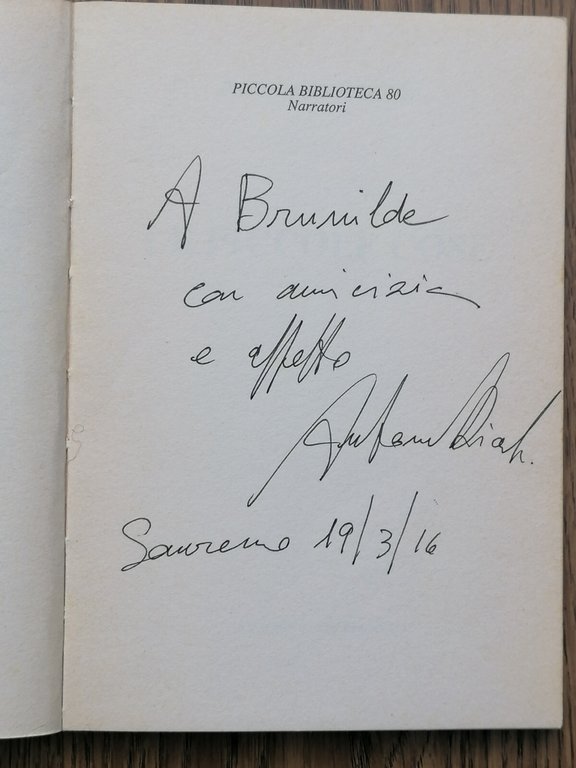 PICCOLA BIBLIOTECA 80
Narratori
A Brunilde
con amicizia
e affetto
Sanremo 19/3/16